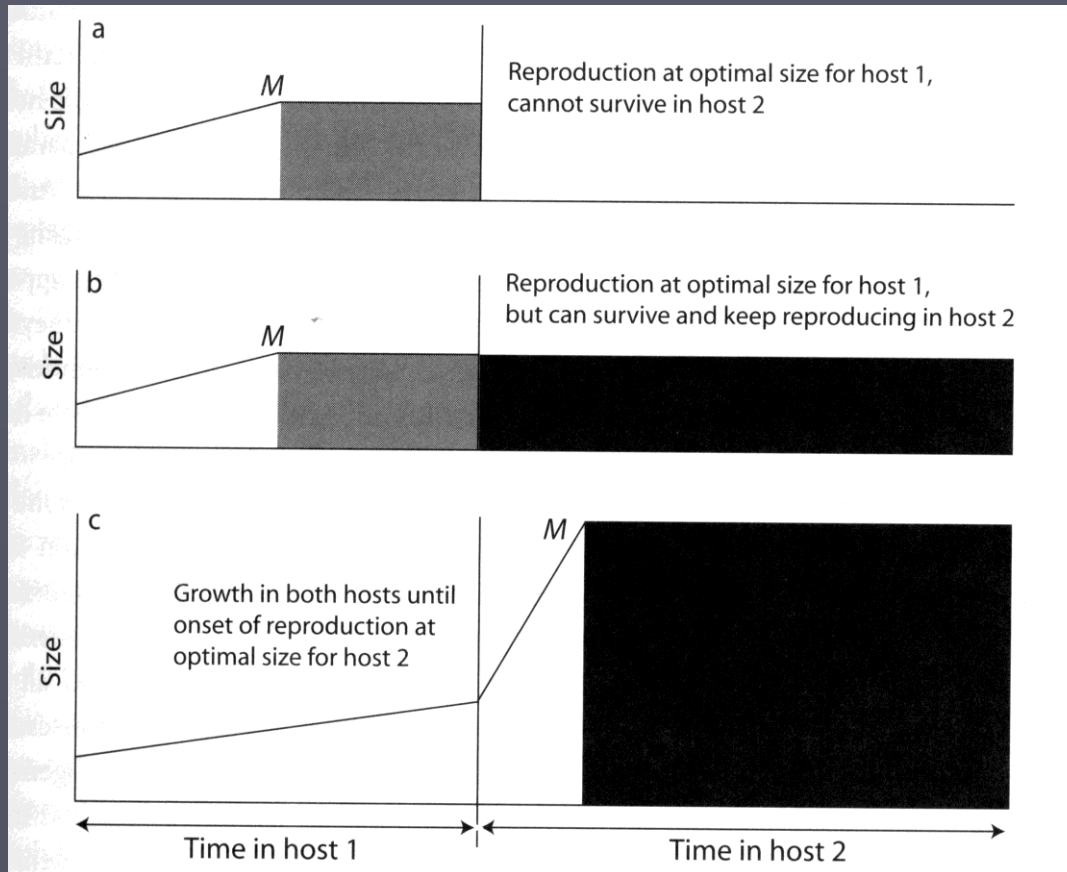 a
Size
M
Reproduction at optimal size for host 1,
cannot survive in host 2
b
Size
M
Reproduction at optimal size for host 1,
but can survive and keep reproducing in host 2
c
Size
M
Growth in both hosts until
onset of reproduction at
optimal size for host 2
Time in host 1
Time in host 2